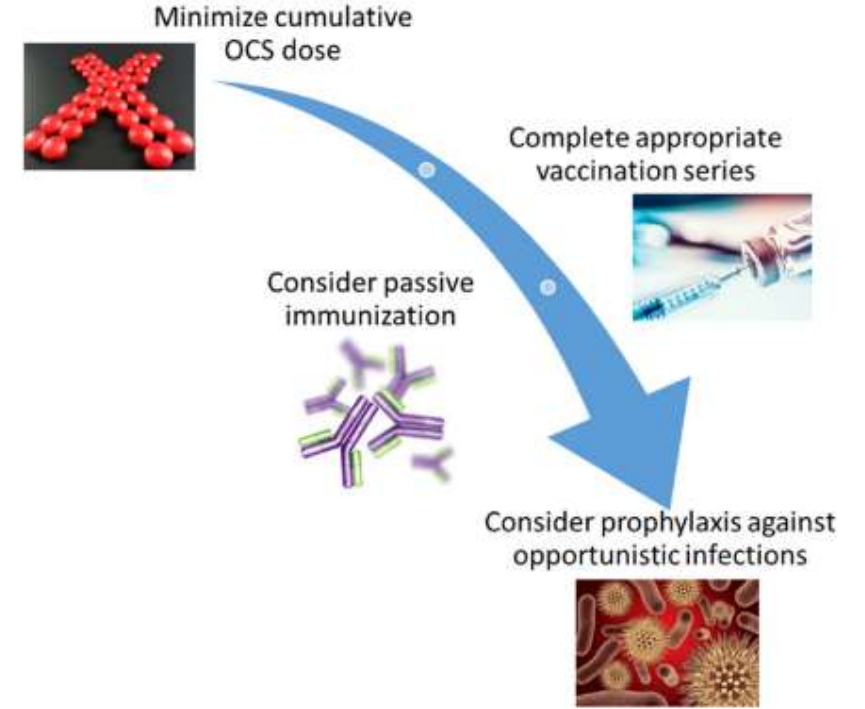 Minimize cumulative
OCS dose
Complete appropriate
vaccination series
Consider passive
immunization
Consider prophylaxis against
opportunistic infections